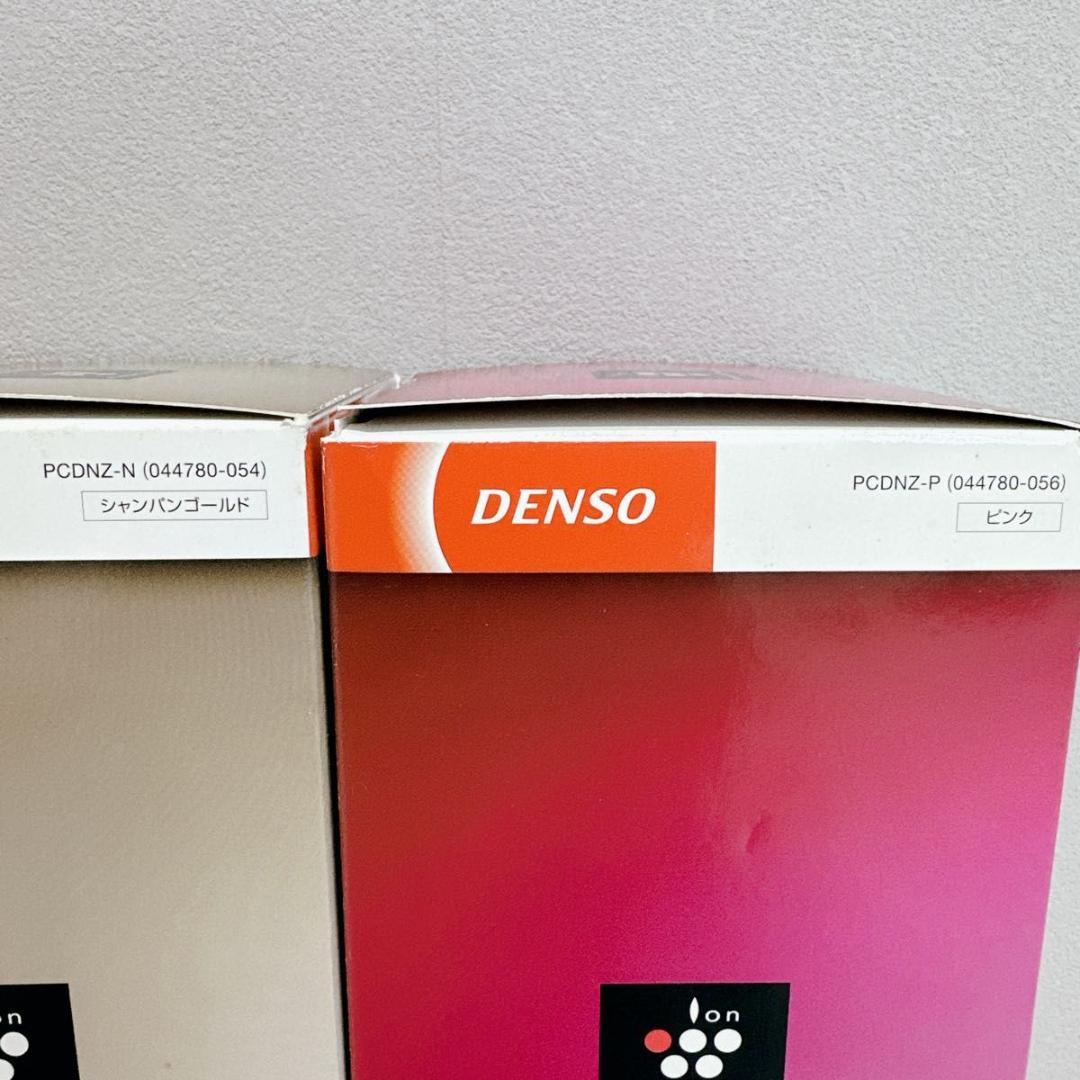 PCDNZ-N (044780-054)
シャンパンゴールド
DENSO
PCDNZ-P (044780-056)
ピンク
on
Ion